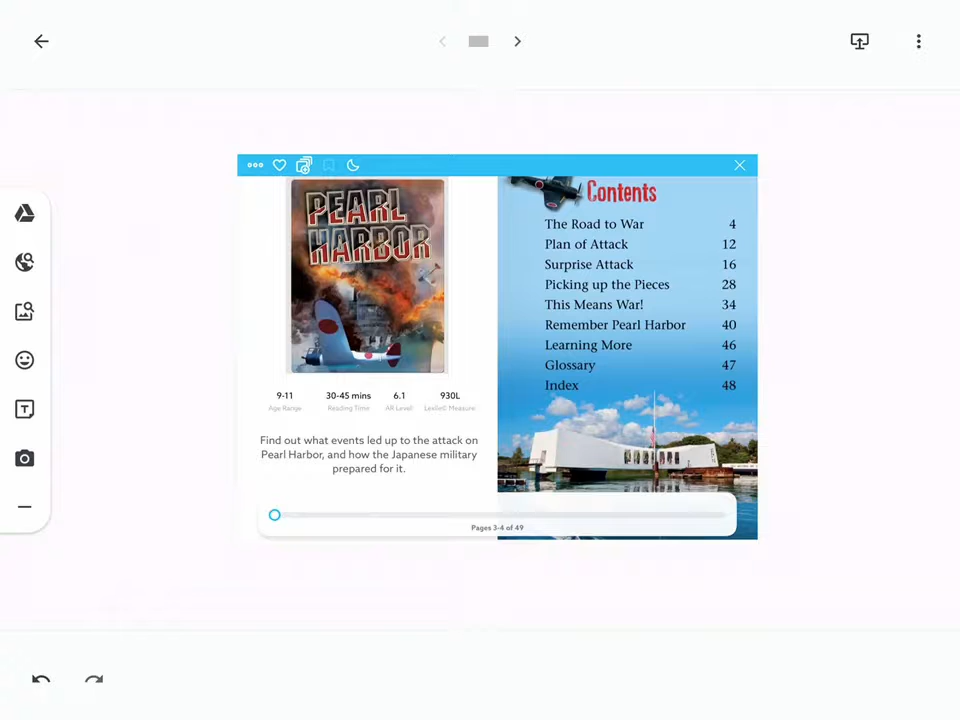 PEARL
HARBOR
9-11
Age Range
30-45 mins
Reading Time
6.1
AR Level
930L
Lexile© Measure
Find out what events led up to the attack on
Pearl Harbor, and how the Japanese military
prepared for it.
Contents
The Road to War 4
Plan of Attack 12
Surprise Attack 16
Picking up the Pieces 28
This Means War! 34
Remember Pearl Harbor 40
Learning More 46
Glossary 47
Index 48
Pages 3-4 of 49